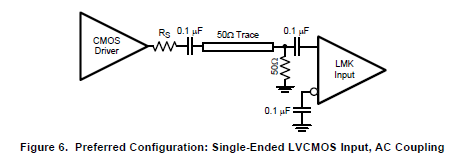 Rs 0.1 µF
50Ω Trace
0.1 µF
CMOS
Driver
50Ω
LMK
Input
0.1 µF
Figure 6. Preferred Configuration: Single-Ended LVCMOS Input, AC Coupling